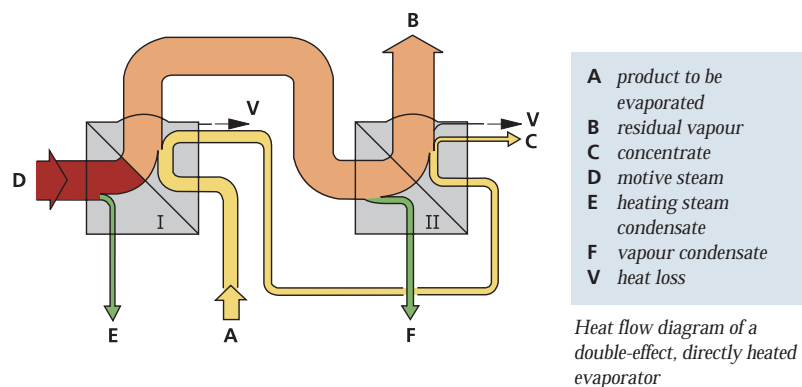 B
V
V
C
D
I
II
E
A
F
A product to be
evaporated
B residual vapour
C concentrate
D motive steam
E heating steam
condensate
F vapour condensate
V heat loss
Heat flow diagram of a
double-effect, directly heated
evaporator